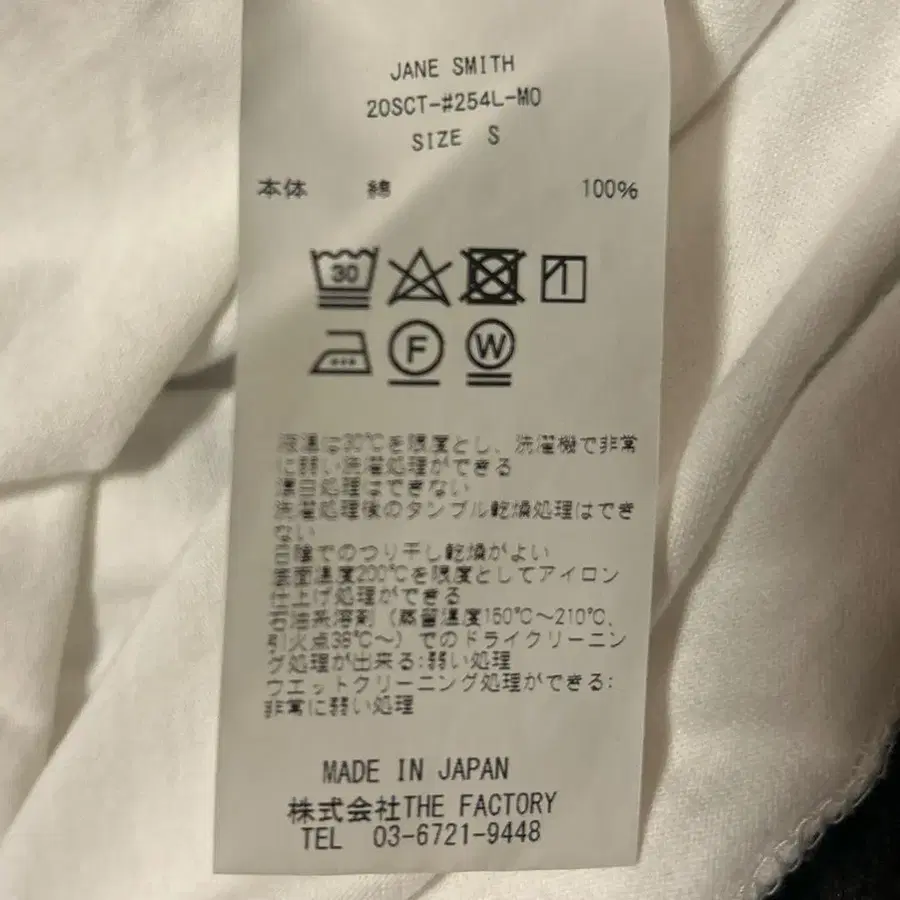 JANE SMITH
20SCT-#254L-MO
SIZE S
本体 綿 100%
30
F W
液温は30℃を限度とし、洗濯機で非常
に弱い洗濯処理ができる
漂白処理はできない
洗濯処理後のタンブル乾燥処理はでき
ない
日陰でのつり干し乾燥がよい
表面温度200℃を限度としてアイロン
仕上げ処理ができる
石油系溶剤(蒸留温度150℃〜210℃、
引火点38℃〜)でのドライクリーニン
グ処理が出来る:弱い処理
ウエットクリーニング処理ができる:
非常に弱い処理
MADE IN JAPAN
株式会社THE FACTORY
TEL 03-6721-9448